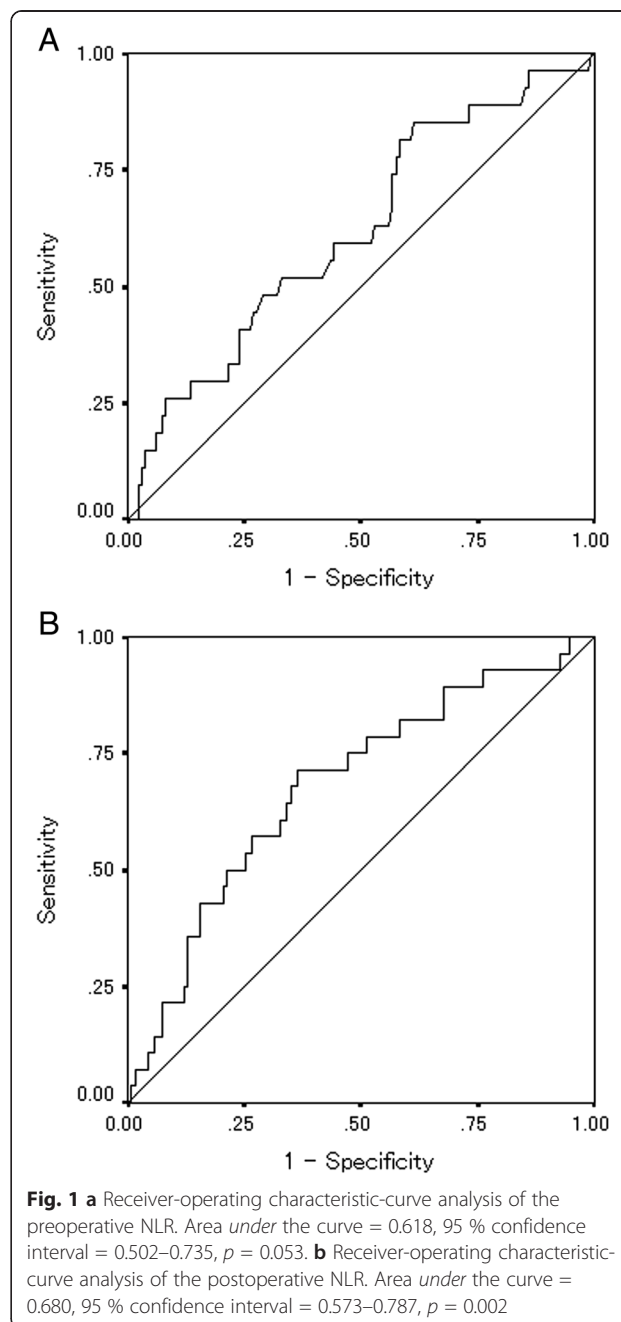 A
1.00
.75
.50
.25
0.00
Sensitivity
0.00 .25 .50 .75 1.00
1 - Specificity
B
1.00
.75
.50
.25
0.00
Sensitivity
0.00 .25 .50 .75 1.00
1 - Specificity
Fig. 1 a Receiver-operating characteristic-curve analysis of the
preoperative NLR. Area under the curve = 0.618, 95 % confidence
interval = 0.502–0.735, p = 0.053. b Receiver-operating characteristic-
curve analysis of the postoperative NLR. Area under the curve =
0.680, 95 % confidence interval = 0.573–0.787, p = 0.002